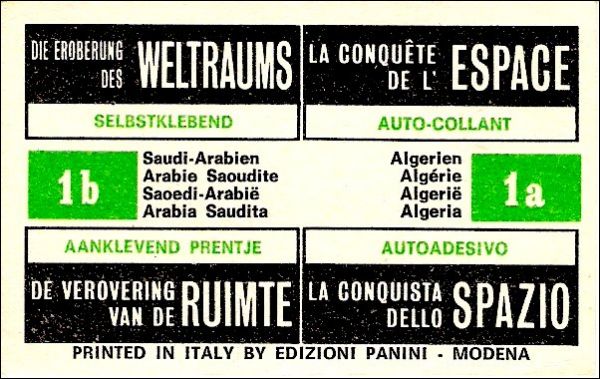 DIE EROBERUNG DES WELTRAUMS
SELBSTKLEBEND
LA CONQUÊTE DE L' ESPACE
AUTO-COLLANT
1b
Saudi-Arabien
Arabie Saoudite
Saoedi-Arabië
Arabia Saudita
Algerien
Algérie
Algerië
Algeria
1a
AANKLEVEND PRENTJE
DE VEROVERING VAN DE RUIMTE
AUTOADESIVO
LA CONQUISTA DELLO SPAZIO
PRINTED IN ITALY BY EDIZIONI PANINI - MODENA